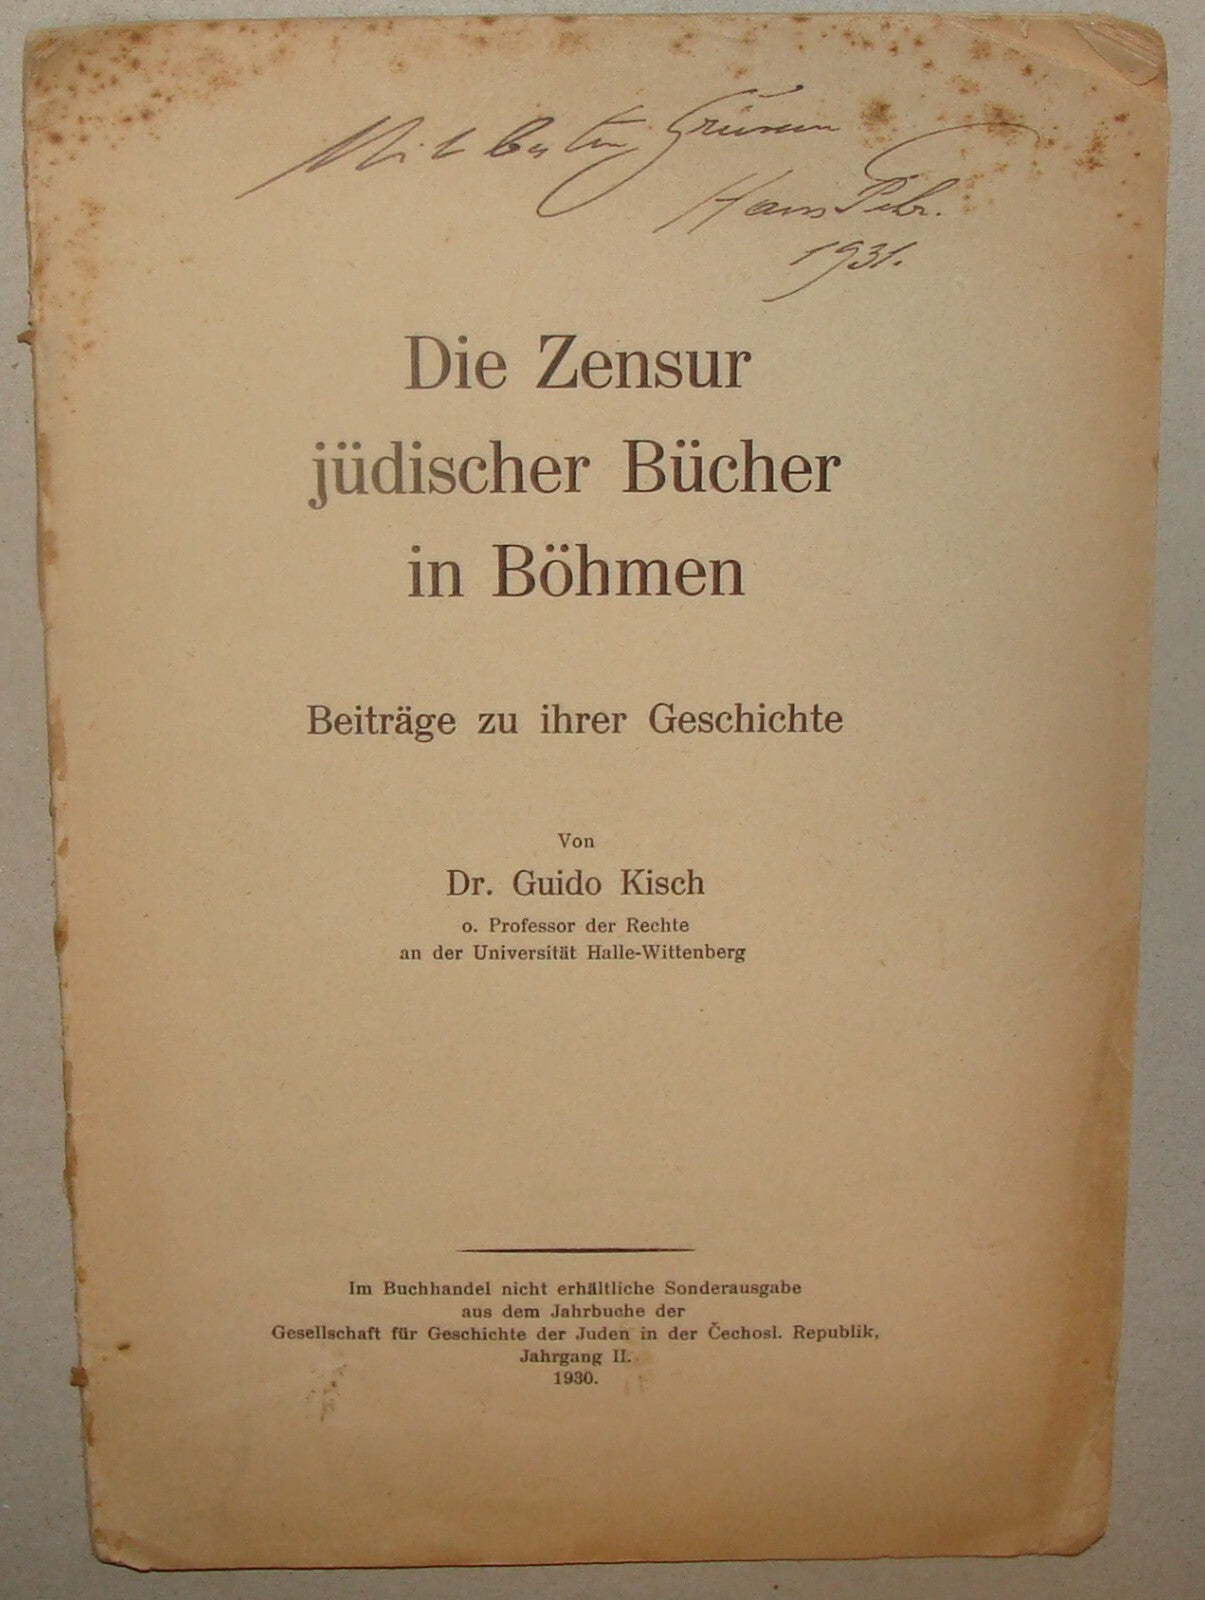 Mit besten Grüssen
Hans Febr.
1931.
Die Zensur
jüdischer Bücher
in Böhmen
Beiträge zu ihrer Geschichte
Von
Dr. Guido Kisch
o. Professor der Rechte
an der Universität Halle-Wittenberg
Im Buchhandel nicht erhältliche Sonderausgabe
aus dem Jahrbuche der
Gesellschaft für Geschichte der Juden in der Čechosl. Republik,
Jahrgang II.
1930.